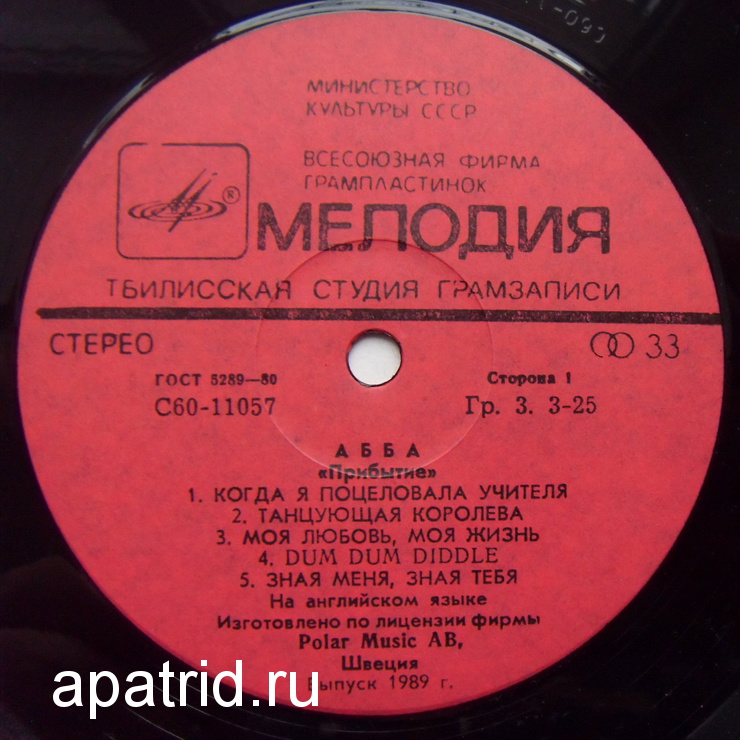 МИНИСТЕРСТВО
КУЛЬТУРЫ СССР
ВСЕСОЮЗНАЯ ФИРМА
ГРАМПЛАСТИНОК
®
МЕЛОДИЯ
ТБИЛИССКАЯ СТУДИЯ ГРАМЗАПИСИ
СТЕРЕО
33
ГОСТ 5289—80
Сторона 1
С60-11057
Гр. 3. 3-25
АББА
«Прибытие»
1. КОГДА Я ПОЦЕЛОВАЛА УЧИТЕЛЯ
2. ТАНЦУЮЩАЯ КОРОЛЕВА
3. МОЯ ЛЮБОВЬ, МОЯ ЖИЗНЬ
4. DUM DUM DIDDLE
5. ЗНАЯ МЕНЯ, ЗНАЯ ТЕБЯ
На английском языке
Изготовлено по лицензии фирмы
Polar Music AB,
Швеция
Выпуск 1989 г.
apatrid.ru